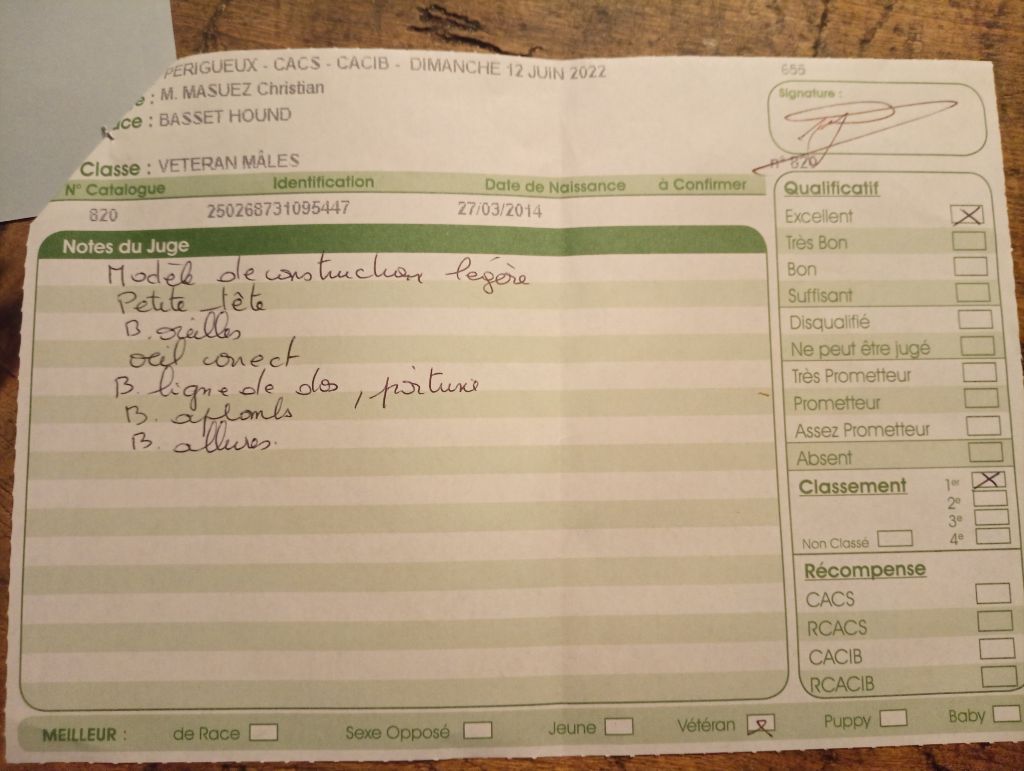 PERIGUEUX - CACS - CACIB - DIMANCHE 12 JUIN 2022
655
e : M. MASUEZ Christian
ace : BASSET HOUND
Classe : VETERAN MÂLES
Signature :
n° 820
N° Catalogue Identification Date de Naissance à Confirmer
820 250268731095447 27/03/2014
Notes du Juge
Modèle de construction légère
Petite tête
B. oreilles
oeil correct
B. ligne de dos, poitrine
B. aplombs
B. allures.
Qualificatif
Excellent
Très Bon
Bon
Suffisant
Disqualifié
Ne peut être jugé
Très Prometteur
Prometteur
Assez Prometteur
Absent
Classement 1er
2e
3e
Non Classé 4e
Récompense
CACS
RCACS
CACIB
RCACIB
MEILLEUR : de Race Sexe Opposé Jeune Vétéran Puppy Baby